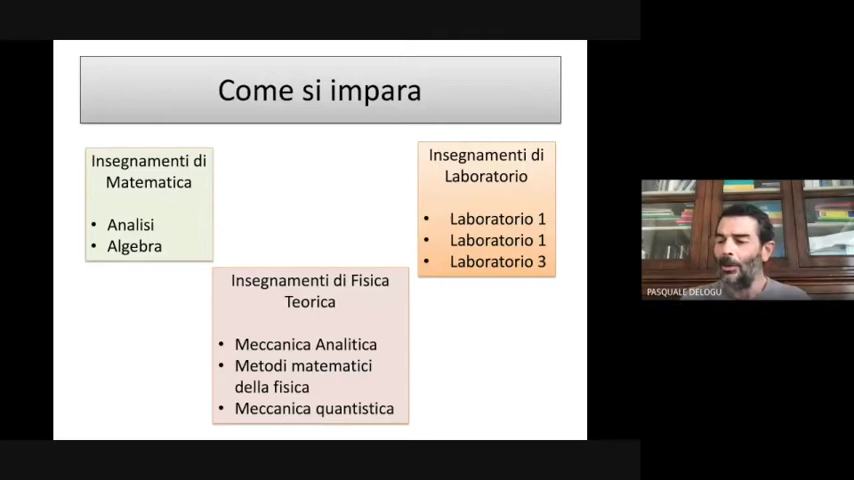 Come si impara
Insegnamenti di
Matematica
• Analisi
• Algebra
Insegnamenti di
Laboratorio
• Laboratorio 1
• Laboratorio 1
• Laboratorio 3
Insegnamenti di Fisica
Teorica
• Meccanica Analitica
• Metodi matematici
della fisica
• Meccanica quantistica
PASQUALE DELOGU